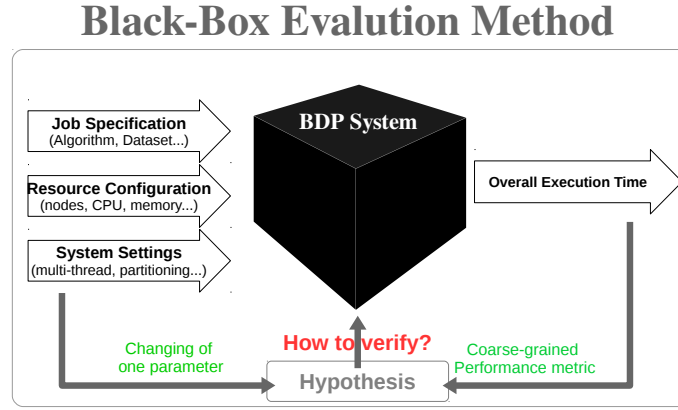 Black-Box Evalution Method
Job Specification
(Algorithm, Dataset...)
BDP System
Resource Configuration
(nodes, CPU, memory...)
Overall Execution Time
System Settings
(multi-thread, partitioning...)
How to verify?
Changing of
one parameter
Coarse-grained
Performance metric
Hypothesis